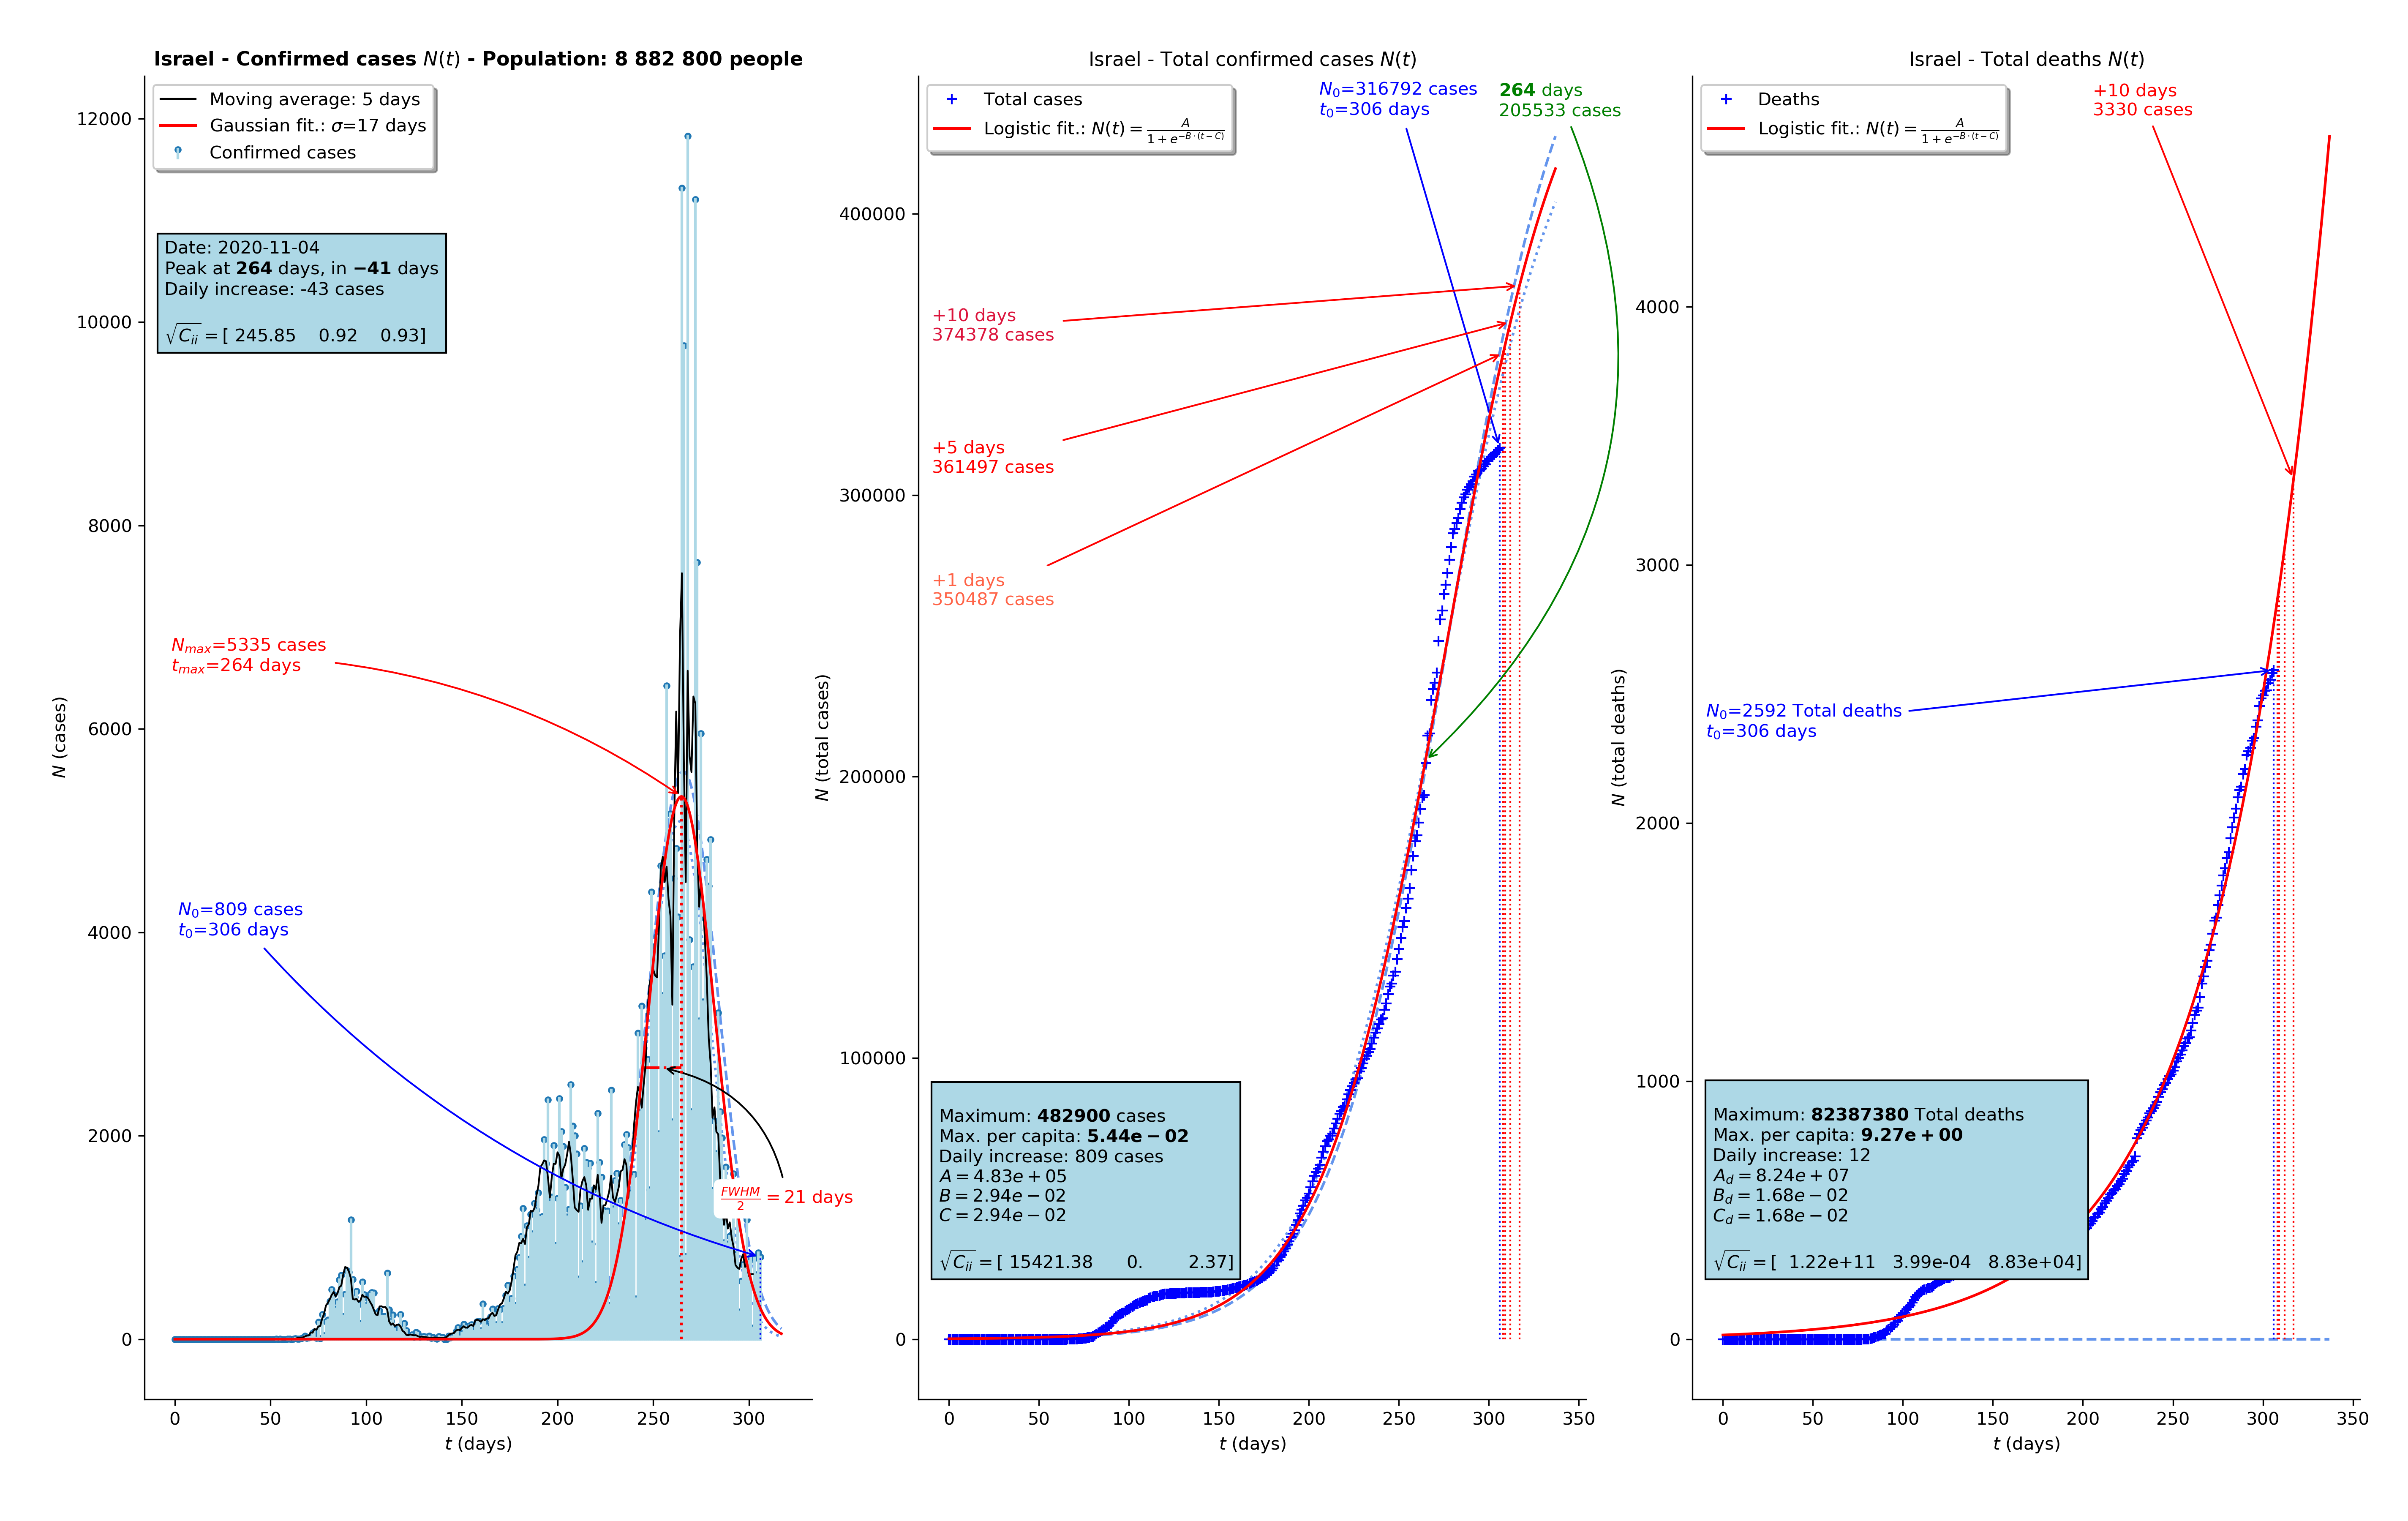 Israel - Confirmed cases N(t) - Population: 8 882 800 people
Moving average: 5 days
Gaussian fit.: σ=17 days
Confirmed cases
Date: 2020-11-04
Peak at 264 days, in −41 days
Daily increase: -43 cases
√C_ii = [ 245.85 0.92 0.93]
N_max=5335 cases
t_max=264 days
N_0=809 cases
t_0=306 days
FWHM/2 = 21 days
12000
10000
8000
6000
4000
2000
0
N (cases)
0 50 100 150 200 250 300
t (days)
Israel - Total confirmed cases N(t)
Total cases
Logistic fit.: N(t) = A/(1 + e^{−B·(t−C)})
N_0=316792 cases
t_0=306 days
264 days
205533 cases
+10 days
374378 cases
+5 days
361497 cases
+1 days
350487 cases
Maximum: 482900 cases
Max. per capita: 5.44e − 02
Daily increase: 809 cases
A = 4.83e + 05
B = 2.94e − 02
C = 2.94e − 02
√C_ii = [ 15421.38 0. 2.37]
400000
300000
200000
100000
0
N (total cases)
0 50 100 150 200 250 300 350
t (days)
Israel - Total deaths N(t)
Deaths
Logistic fit.: N(t) = A/(1 + e^{−B·(t−C)})
+10 days
3330 cases
N_0=2592 Total deaths
t_0=306 days
Maximum: 82387380 Total deaths
Max. per capita: 9.27e + 00
Daily increase: 12
A_d = 8.24e + 07
B_d = 1.68e − 02
C_d = 1.68e − 02
√C_ii = [ 1.22e+11 3.99e-04 8.83e+04]
4000
3000
2000
1000
0
N (total deaths)
0 50 100 150 200 250 300 350
t (days)